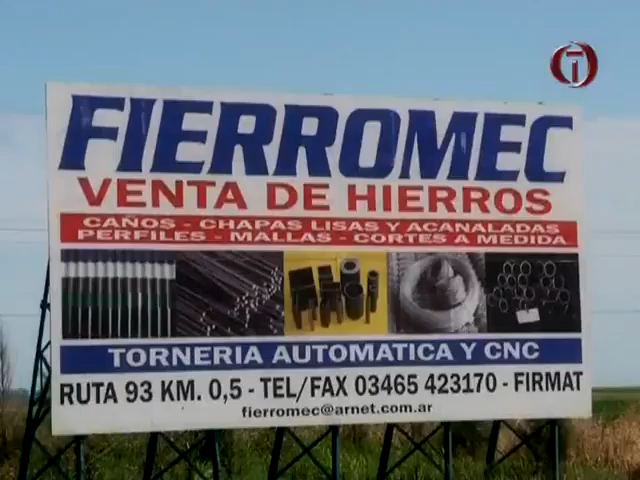 FIERROMEC
VENTA DE HIERROS
CAÑOS - CHAPAS LISAS Y ACANALADAS
PERFILES - MALLAS - CORTES A MEDIDA
TORNERIA AUTOMATICA Y CNC
RUTA 93 KM. 0,5 - TEL/FAX 03465 423170 - FIRMAT
fierromec@arnet.com.ar